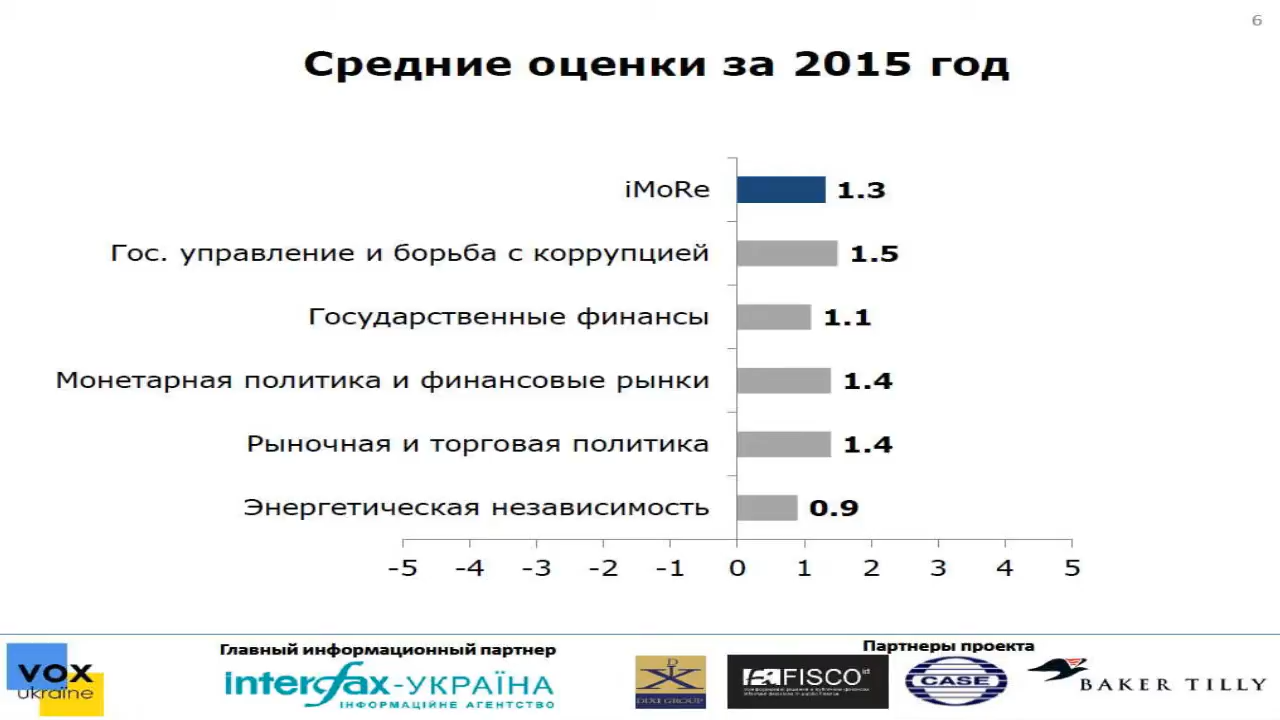 6
Средние оценки за 2015 год
iMoRe 1.3
Гос. управление и борьба с коррупцией 1.5
Государственные финансы 1.1
Монетарная политика и финансовые рынки 1.4
Рыночная и торговая политика 1.4
Энергетическая независимость 0.9
-5 -4 -3 -2 -1 0 1 2 3 4 5
Главный информационный партнер
Партнеры проекта
vox
ukraine
interfax-УКРАЇНА
ІНФОРМАЦІЙНЕ АГЕНТСТВО
DIXI GROUP
FISCO
CASE
BAKER TILLY